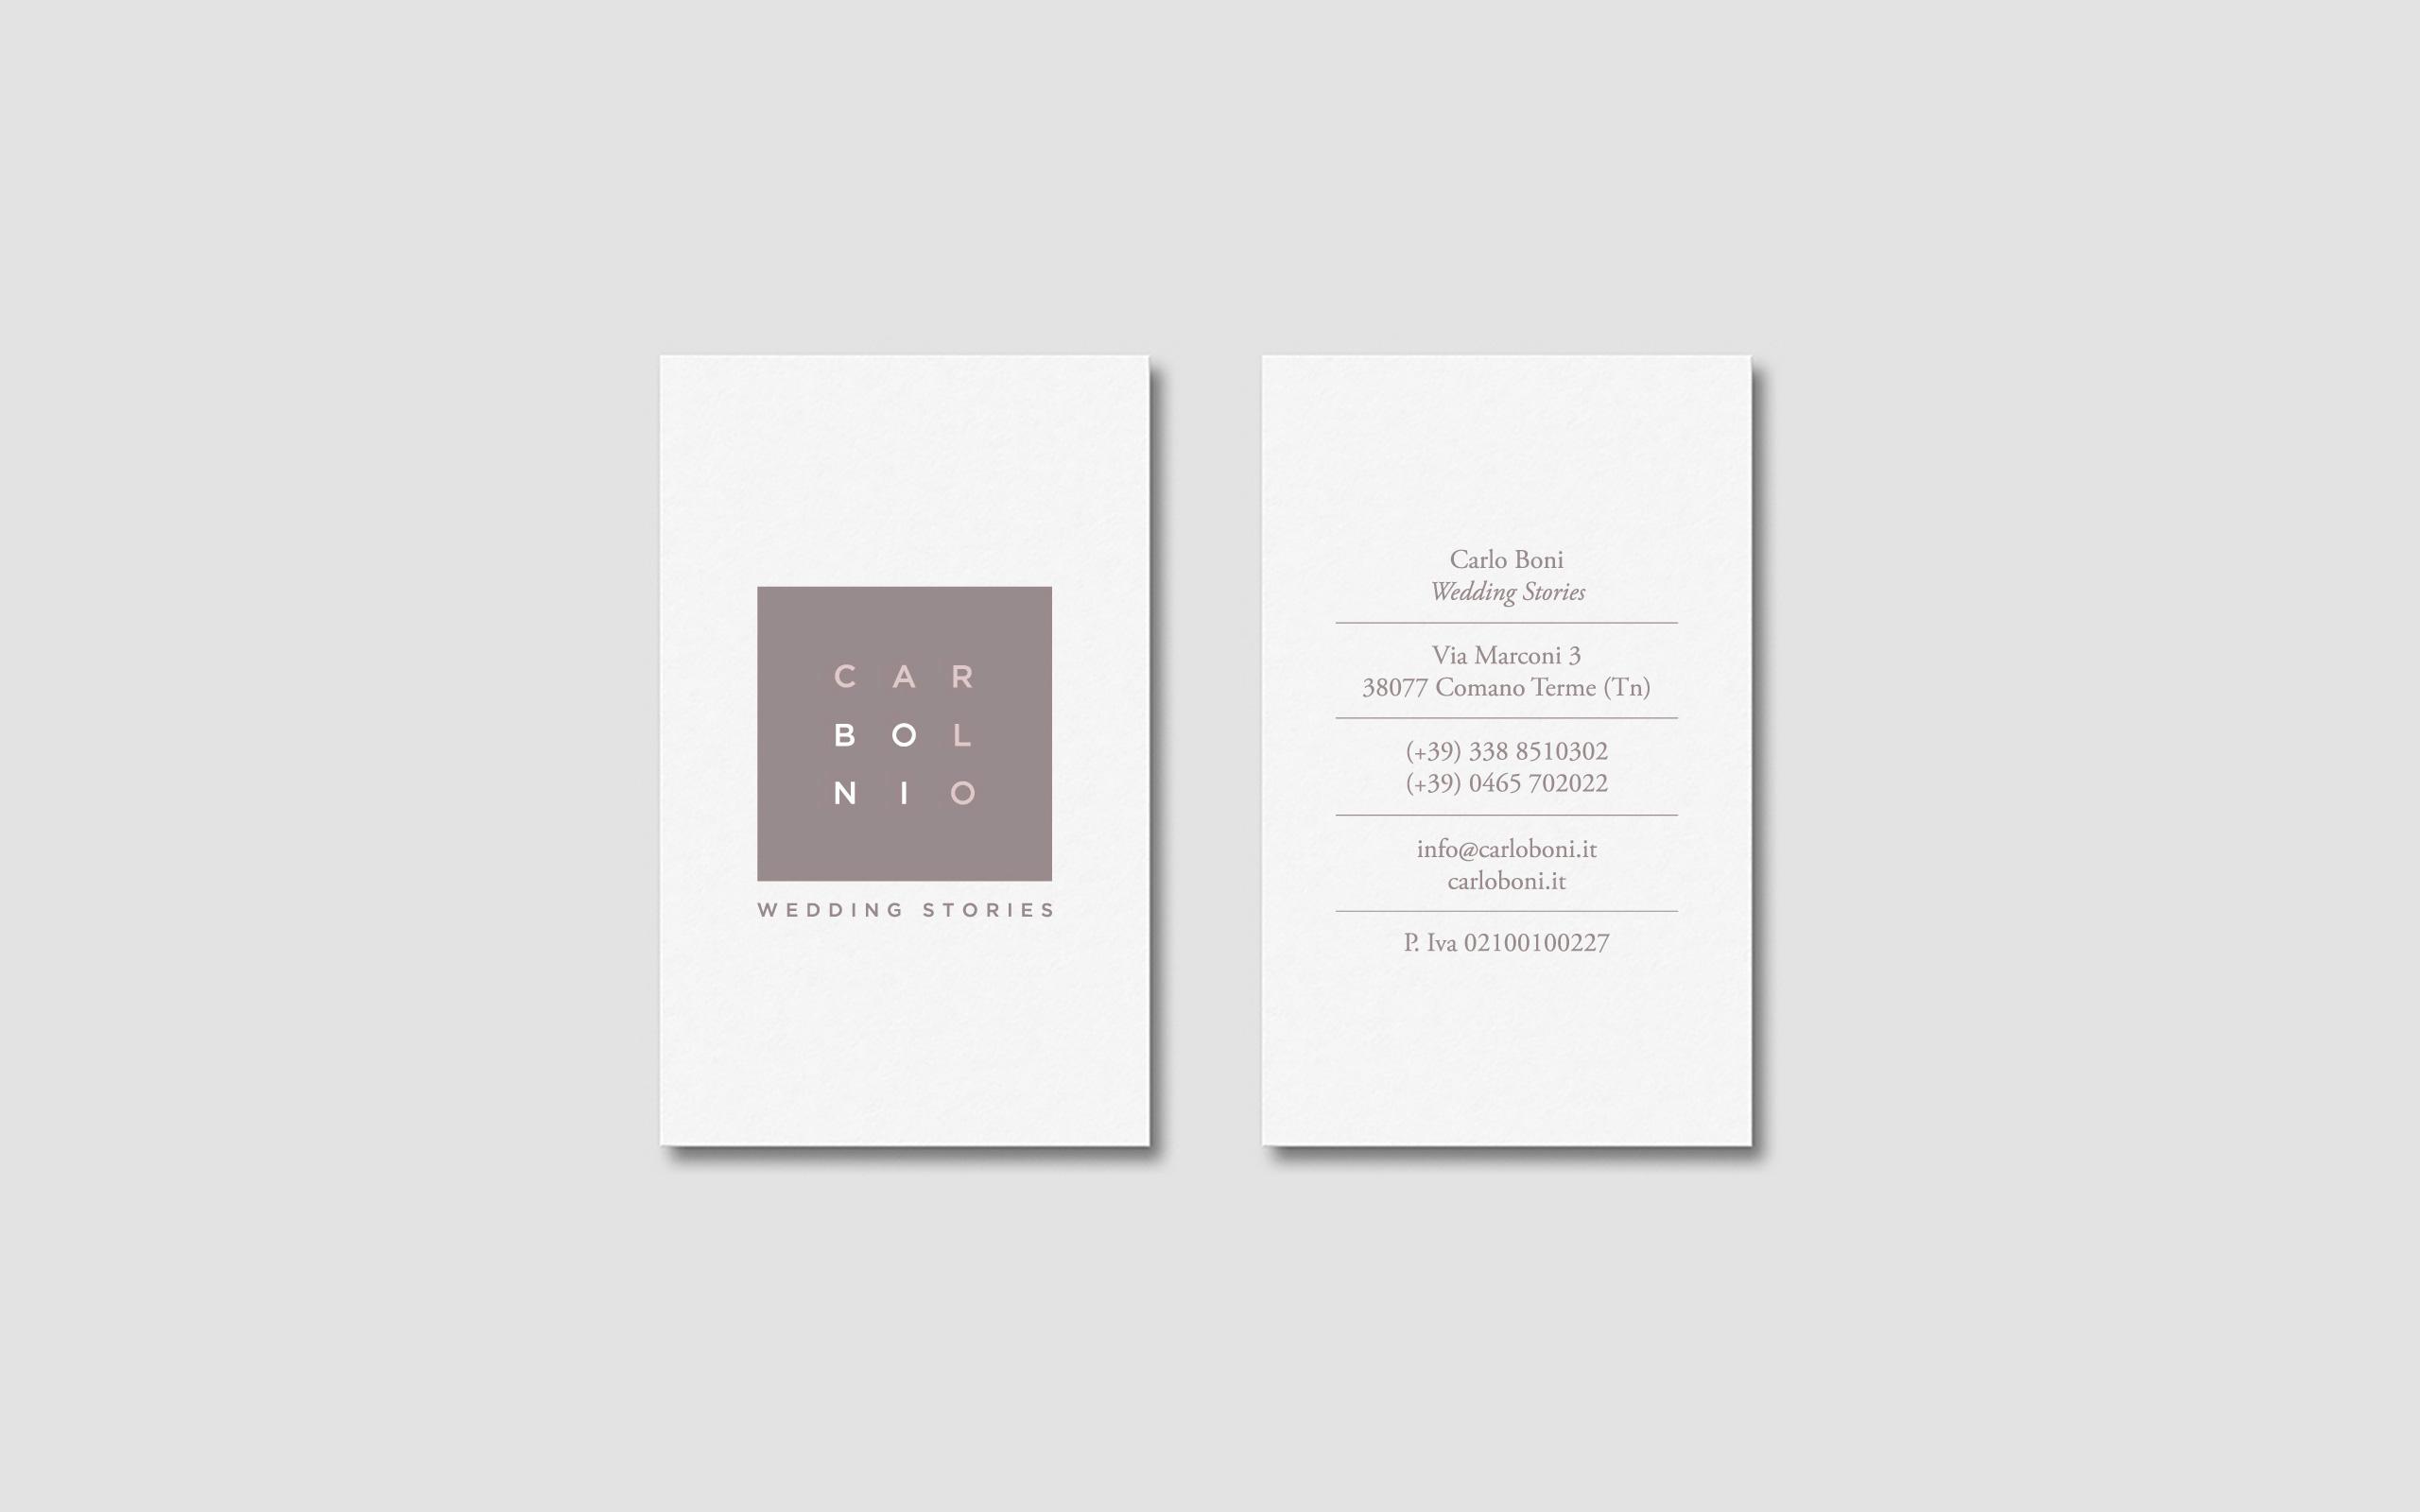 C A R
B O L
N I O
WEDDING STORIES
Carlo Boni
Wedding Stories
Via Marconi 3
38077 Comano Terme (Tn)
(+39) 338 8510302
(+39) 0465 702022
info@carloboni.it
carloboni.it
P. Iva 02100100227